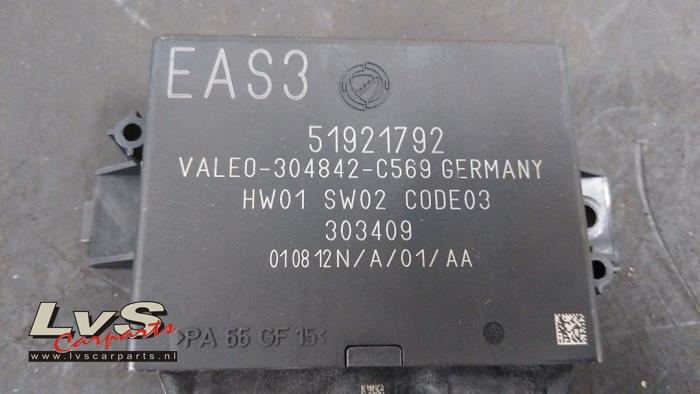 EAS3
51921792
VALEO-304842-C569 GERMANY
HW01 SW02 CODE03
303409
010812N/A/01/AA
>PA 66 GF 15<
LvS
Carparts
www.lvscarparts.nl